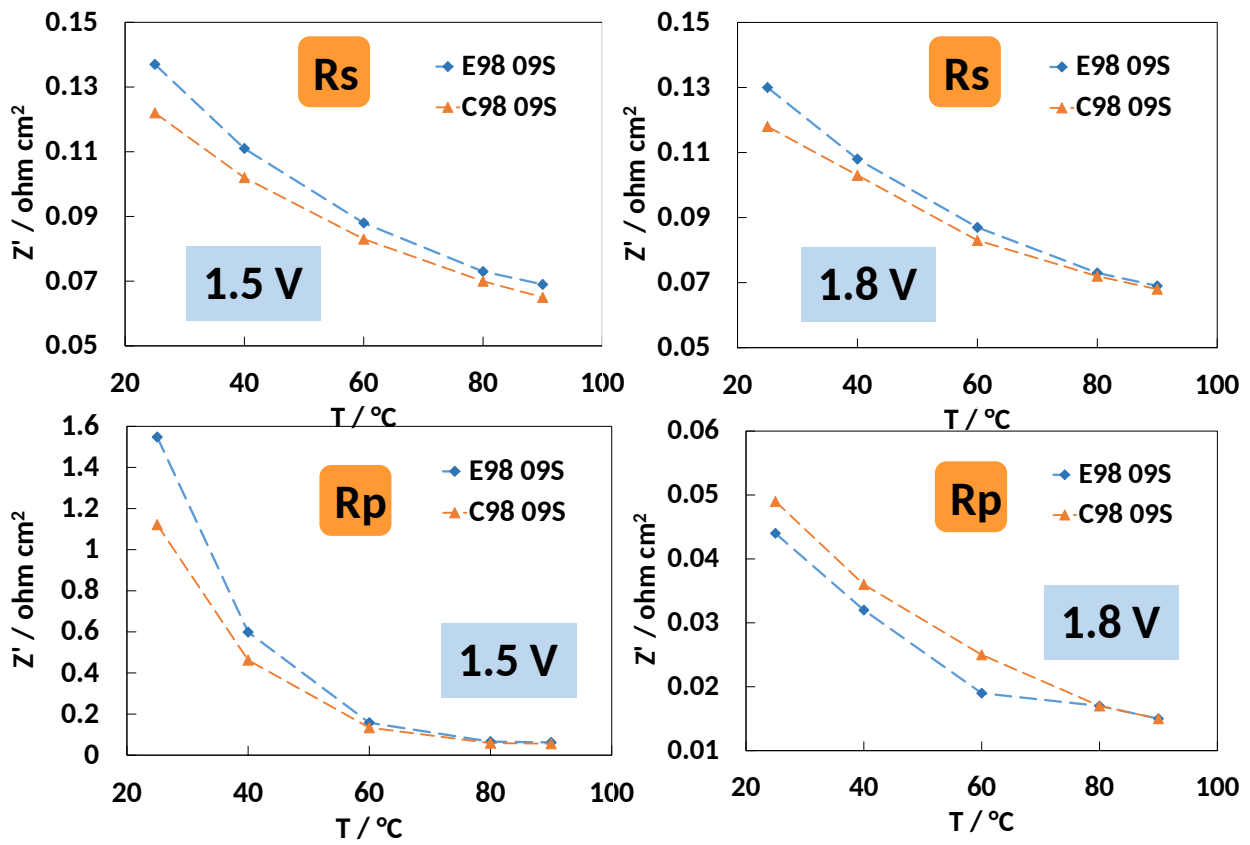 0.15
0.13
0.11
0.09
0.07
0.05
Z' / ohm cm²
Rs
E98 09S
C98 09S
1.5 V
20 40 60 80 100
T / °C
0.15
0.13
0.11
0.09
0.07
0.05
Z' / ohm cm²
Rs
E98 09S
C98 09S
1.8 V
20 40 60 80 100
T / °C
1.6
1.4
1.2
1
0.8
0.6
0.4
0.2
0
Z' / ohm cm²
Rp
E98 09S
C98 09S
1.5 V
20 40 60 80 100
T / °C
0.06
0.05
0.04
0.03
0.02
0.01
Z' / ohm cm²
Rp
E98 09S
C98 09S
1.8 V
20 40 60 80 100
T / °C